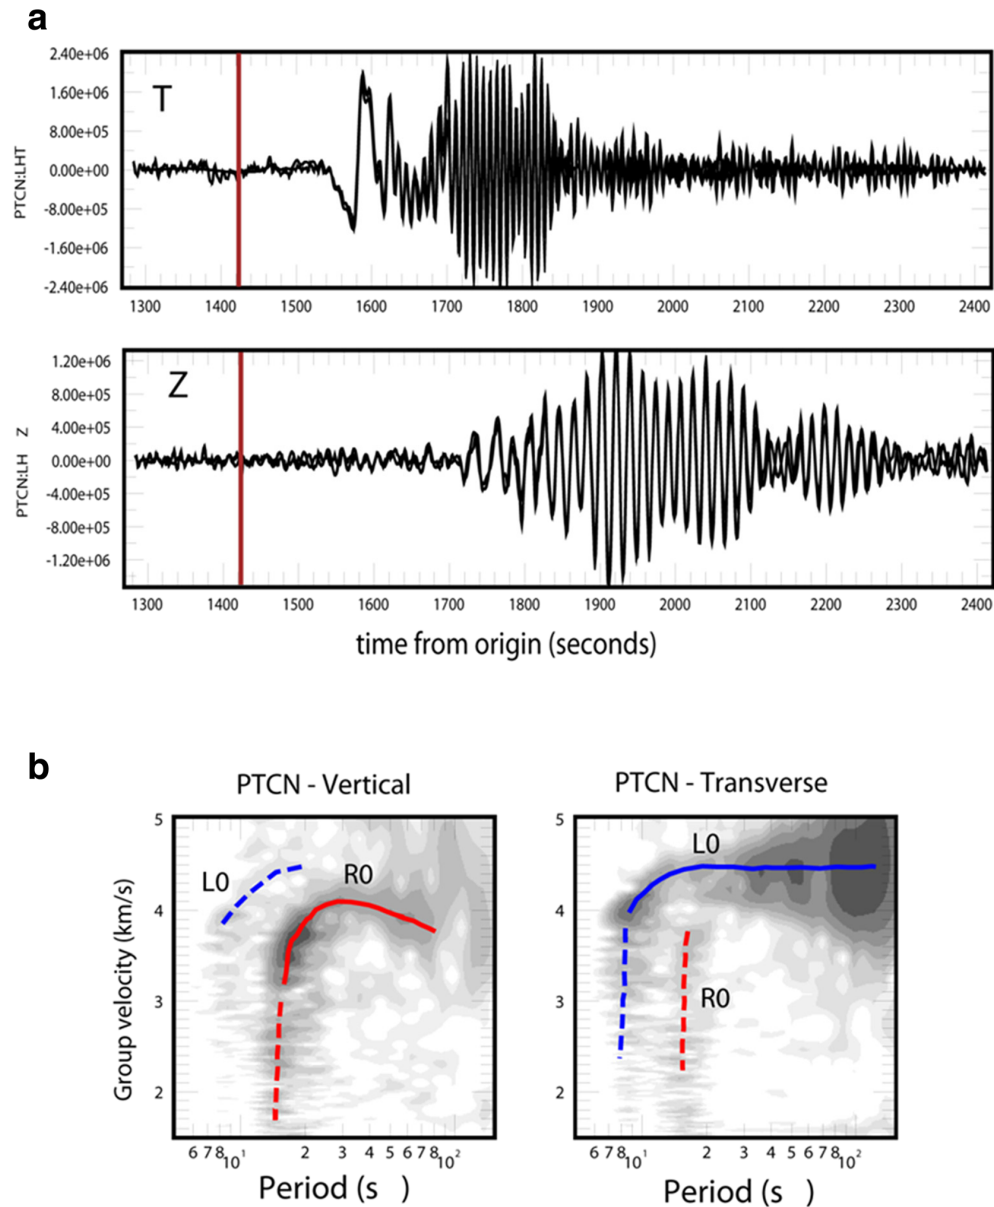 a
T
PTCN:LHT
2.40e+06
1.60e+06
8.00e+05
0.00e+00
-8.00e+05
-1.60e+06
-2.40e+06
1300 1400 1500 1600 1700 1800 1900 2000 2100 2200 2300 2400
Z
PTCN:LH Z
1.20e+06
8.00e+05
4.00e+05
0.00e+00
-4.00e+05
-8.00e+05
-1.20e+06
1300 1400 1500 1600 1700 1800 1900 2000 2100 2200 2300 2400
time from origin (seconds)
b
PTCN - Vertical
Group velocity (km/s)
5
4
3
2
L0
R0
6 7 8 10¹ 2 3 4 5 6 7 8 10²
Period (s )
PTCN - Transverse
5
4
3
2
L0
R0
6 7 8 10¹ 2 3 4 5 6 7 8 10²
Period (s )